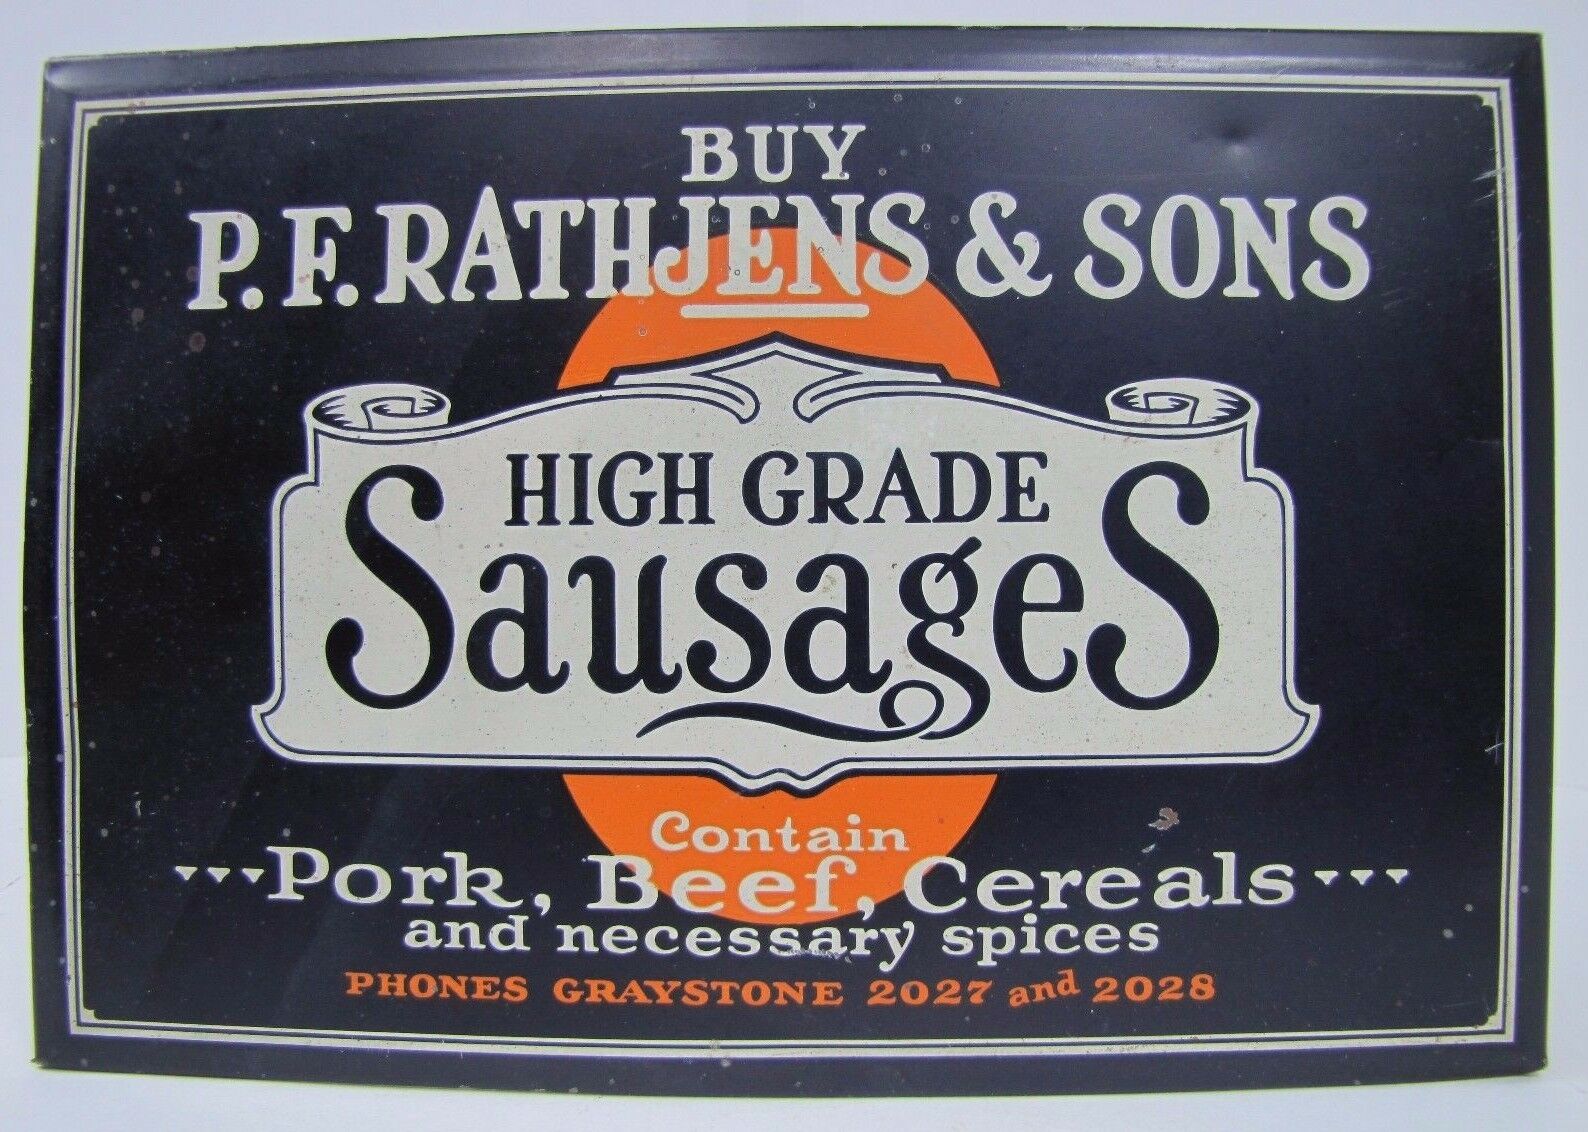 BUY
P.F. RATHJENS & SONS
HIGH GRADE
Sausages
Contain
Pork, Beef, Cereals
and necessary spices
PHONES GRAYSTONE 2027 and 2028